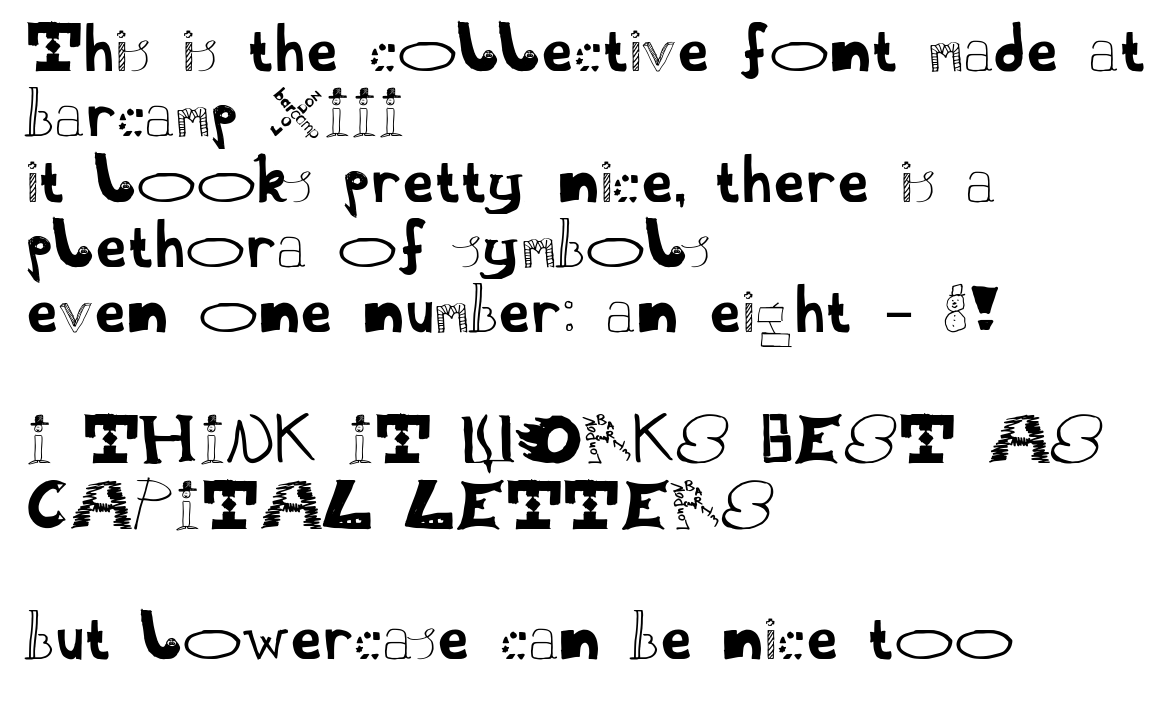 This is the collective font made at
barcamp XIII
it looks pretty nice, there is a
plethora of symbols
even one number: an eight - 8!
I THINK IT WORKS BEST AS
CAPITAL LETTERS
but lowercase can be nice too